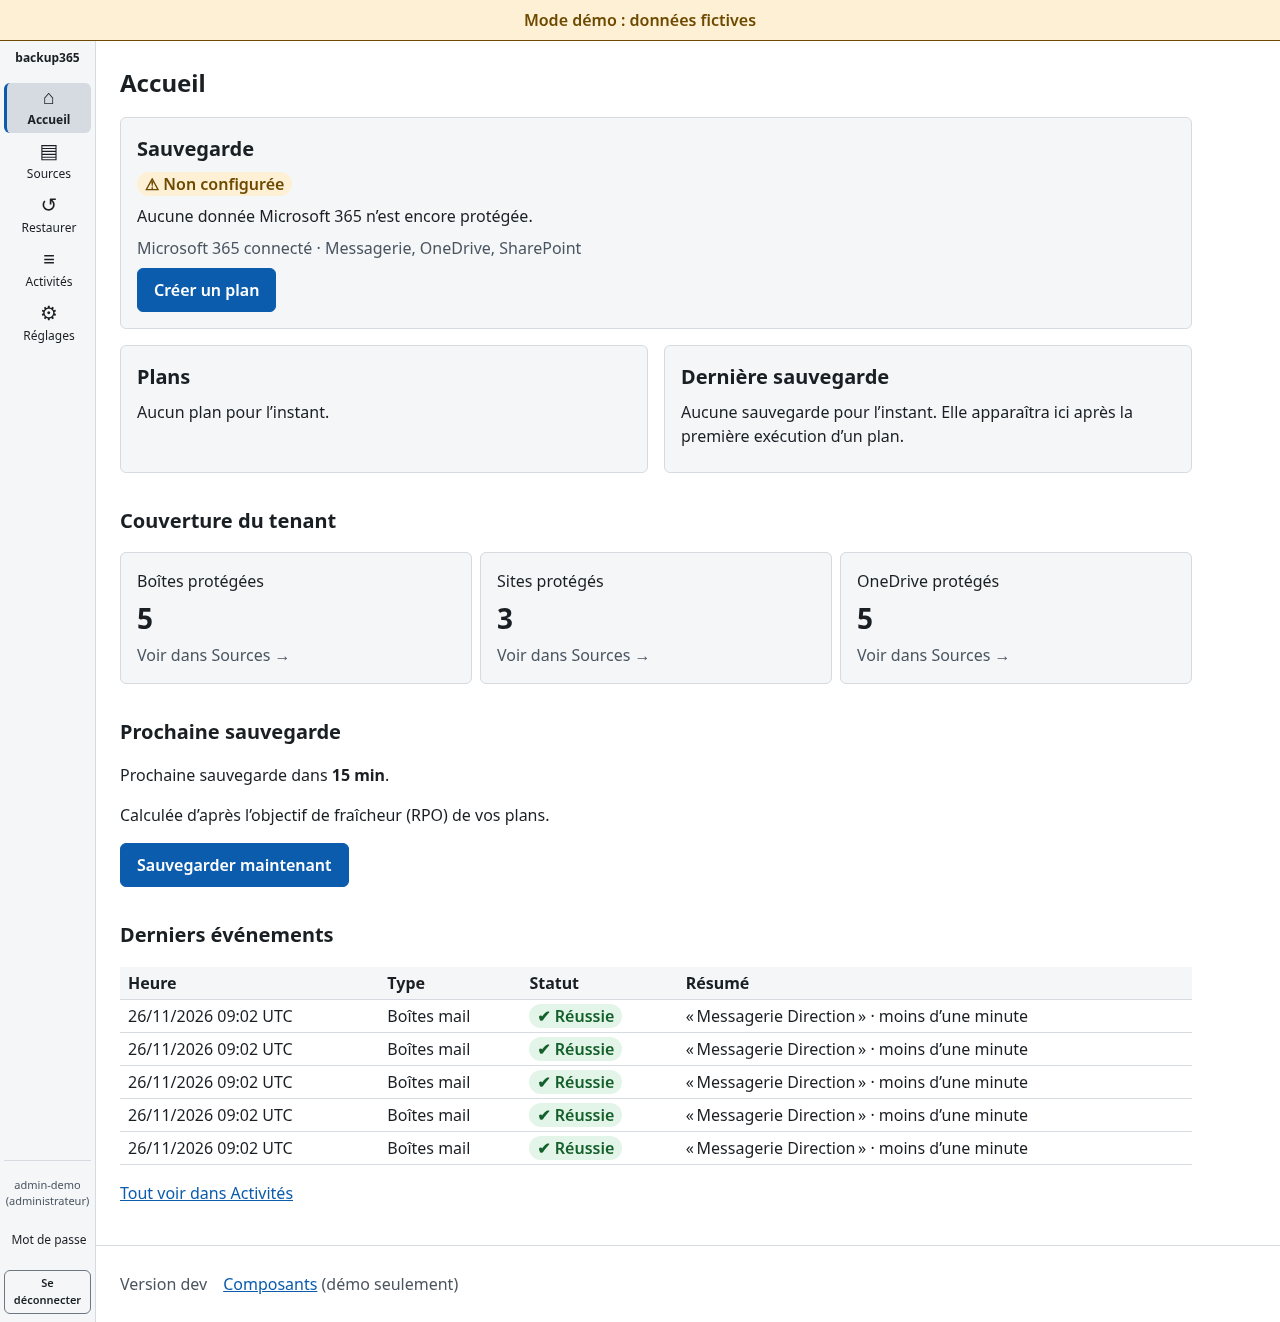 Mode démo : données fictives
backup365
Accueil
Sources
Restaurer
Activités
Réglages
admin-demo
(administrateur)
Mot de passe
Se
déconnecter
Accueil
Sauvegarde
⚠ Non configurée
Aucune donnée Microsoft 365 n’est encore protégée.
Microsoft 365 connecté · Messagerie, OneDrive, SharePoint
Créer un plan
Plans
Aucun plan pour l’instant.
Dernière sauvegarde
Aucune sauvegarde pour l’instant. Elle apparaîtra ici après la
première exécution d’un plan.
Couverture du tenant
Boîtes protégées
5
Voir dans Sources →
Sites protégés
3
Voir dans Sources →
OneDrive protégés
5
Voir dans Sources →
Prochaine sauvegarde
Prochaine sauvegarde dans 15 min.
Calculée d’après l’objectif de fraîcheur (RPO) de vos plans.
Sauvegarder maintenant
Derniers événements
Heure Type Statut Résumé
26/11/2026 09:02 UTC Boîtes mail ✔ Réussie « Messagerie Direction » · moins d’une minute
26/11/2026 09:02 UTC Boîtes mail ✔ Réussie « Messagerie Direction » · moins d’une minute
26/11/2026 09:02 UTC Boîtes mail ✔ Réussie « Messagerie Direction » · moins d’une minute
26/11/2026 09:02 UTC Boîtes mail ✔ Réussie « Messagerie Direction » · moins d’une minute
26/11/2026 09:02 UTC Boîtes mail ✔ Réussie « Messagerie Direction » · moins d’une minute
Tout voir dans Activités
Version dev Composants (démo seulement)